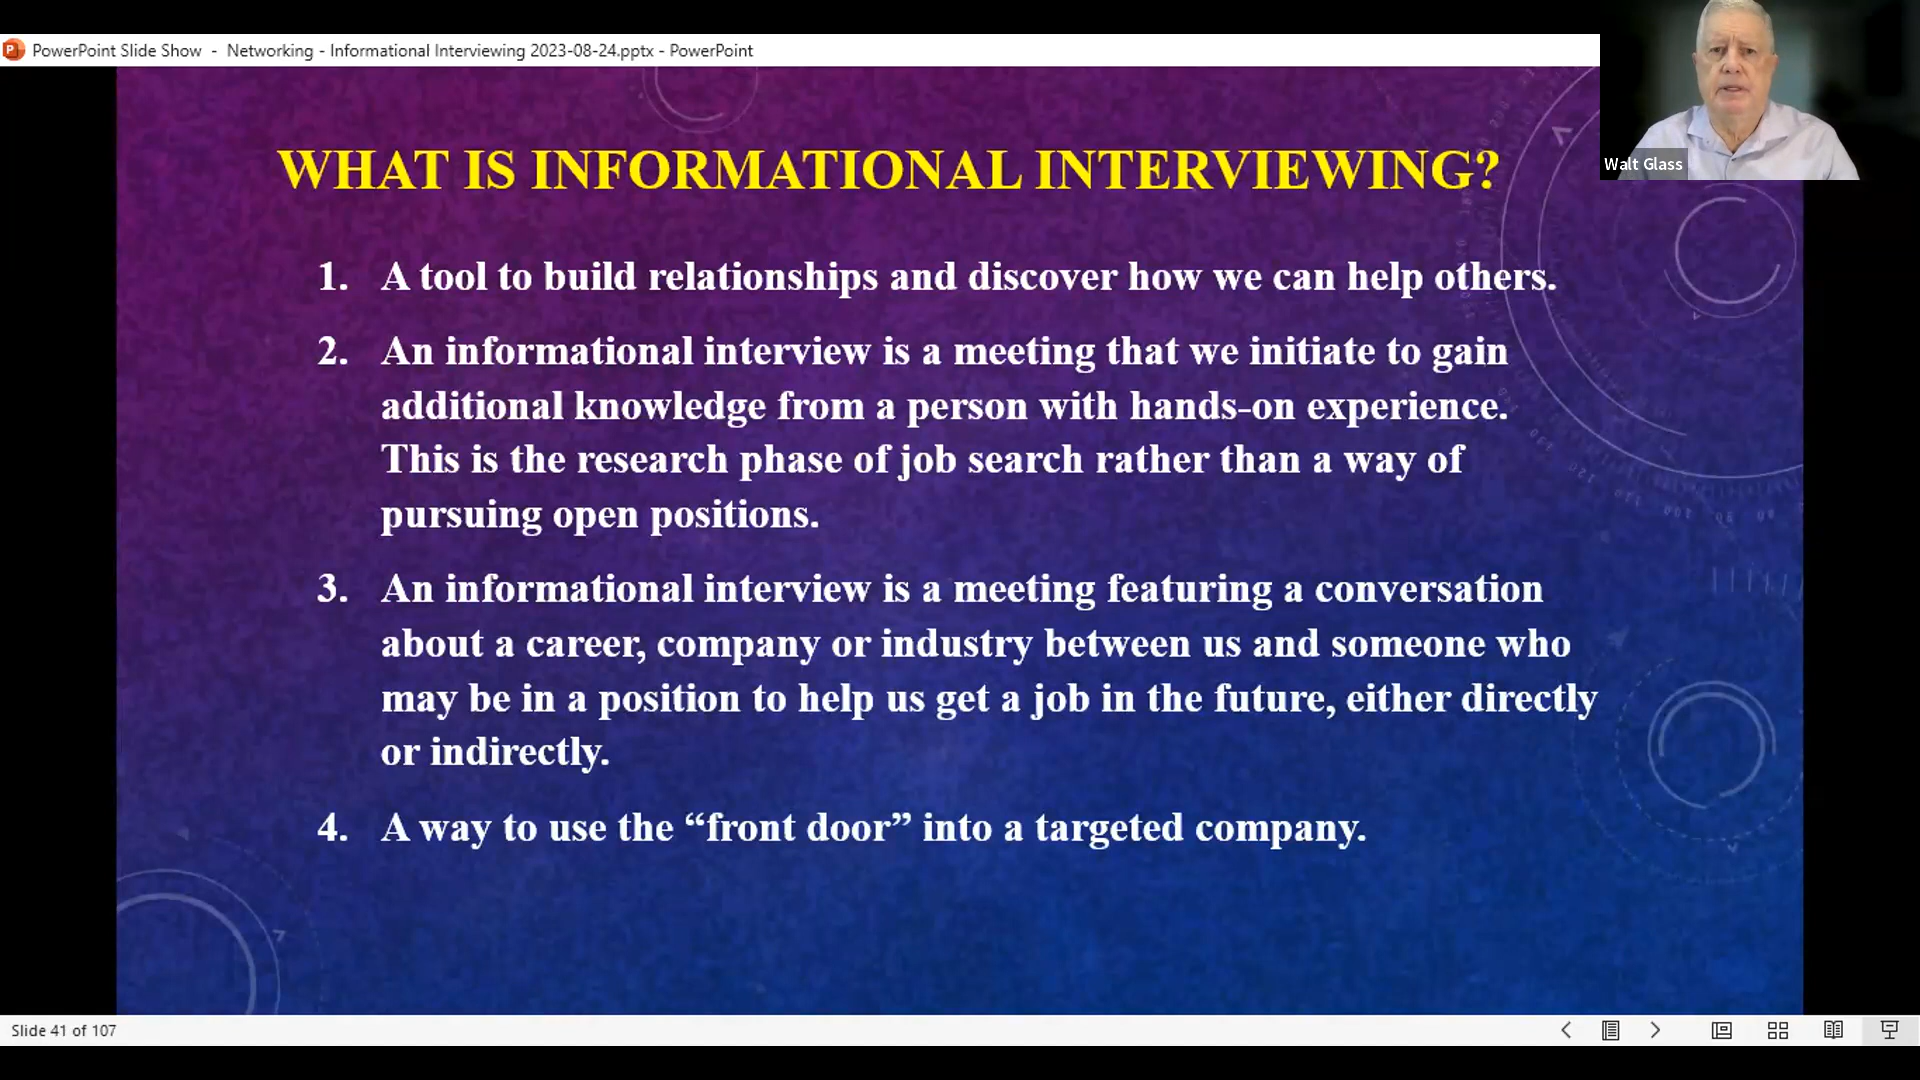 PowerPoint Slide Show - Networking - Informational Interviewing 2023-08-24.pptx - PowerPoint
Walt Glass
WHAT IS INFORMATIONAL INTERVIEWING?
1. A tool to build relationships and discover how we can help others.
2. An informational interview is a meeting that we initiate to gain
additional knowledge from a person with hands-on experience.
This is the research phase of job search rather than a way of
pursuing open positions.
3. An informational interview is a meeting featuring a conversation
about a career, company or industry between us and someone who
may be in a position to help us get a job in the future, either directly
or indirectly.
4. A way to use the “front door” into a targeted company.
Slide 41 of 107